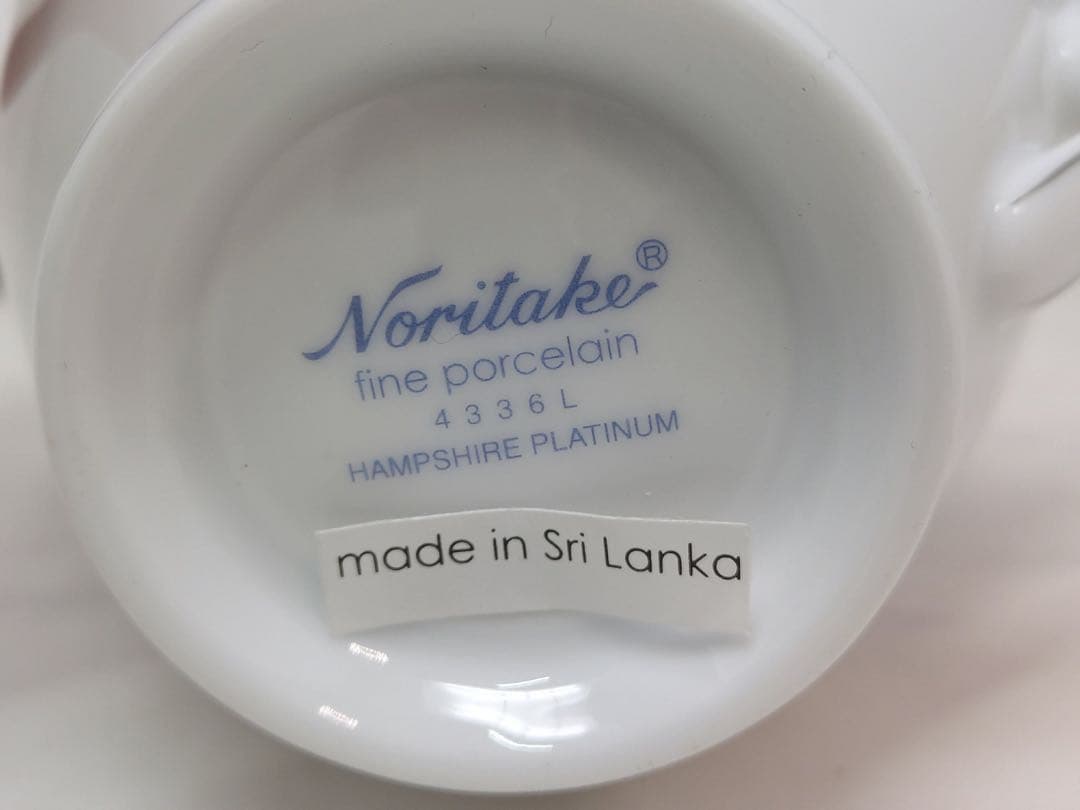 Noritake®
fine porcelain
4336L
HAMPSHIRE PLATINUM
made in Sri Lanka